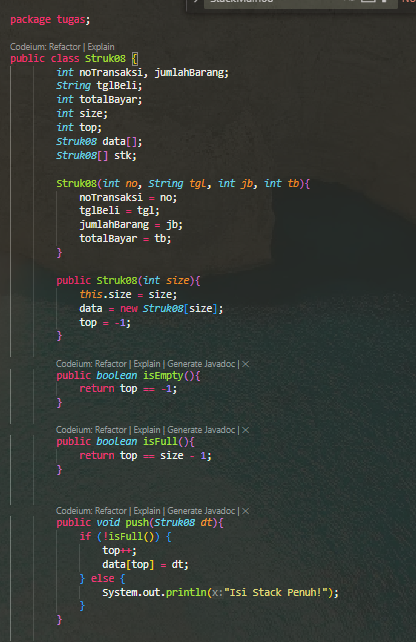 package tugas;
Codeium: Refactor | Explain
public class Struk08 {
int noTransaksi, jumlahBarang;
String tglBeli;
int totalBayar;
int size;
int top;
Struk08 data[];
Struk08[] stk;
Struk08(int no, String tgl, int jb, int tb){
noTransaksi = no;
tglBeli = tgl;
jumlahBarang = jb;
totalBayar = tb;
}
public Struk08(int size){
this.size = size;
data = new Struk08[size];
top = -1;
}
Codeium: Refactor | Explain | Generate Javadoc | ×
public boolean isEmpty(){
return top == -1;
}
Codeium: Refactor | Explain | Generate Javadoc | ×
public boolean isFull(){
return top == size - 1;
}
Codeium: Refactor | Explain | Generate Javadoc | ×
public void push(Struk08 dt){
if (!isFull()) {
top++;
data[top] = dt;
} else {
System.out.println(x:"Isi Stack Penuh!");
}
}